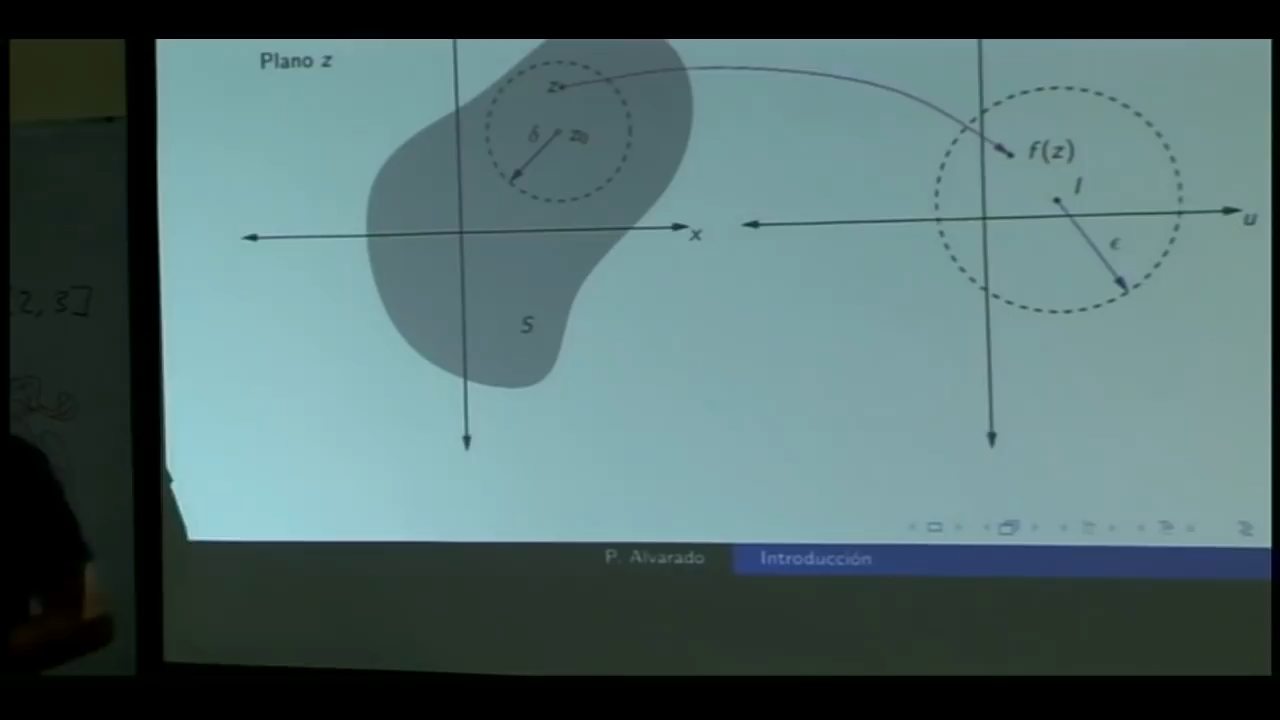 Plano z
z
δ z₀
f(z)
l
x
u
ϵ
2, 3]
S
P. Alvarado Introducción